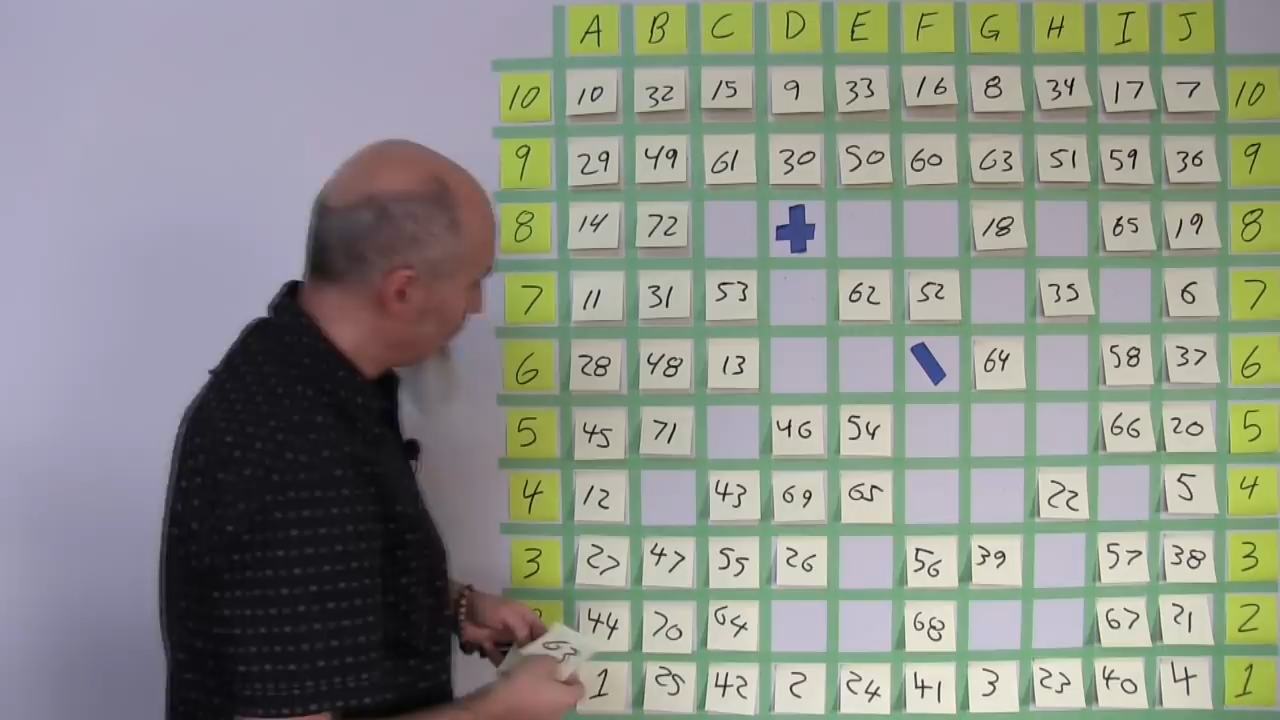 A B C D E F G H I J
10 10 32 15 9 33 16 8 34 17 7 10
9 29 49 61 30 50 60 63 51 59 36 9
8 14 72 18 65 19 8
7 11 31 53 62 52 35 6 7
6 28 48 13 64 58 37 6
5 45 71 46 54 66 20 5
4 12 43 69 65 22 5 4
3 27 47 55 26 56 39 57 38 3
44 70 64 68 67 21 2
63
1 25 42 2 24 41 3 23 40 4 1